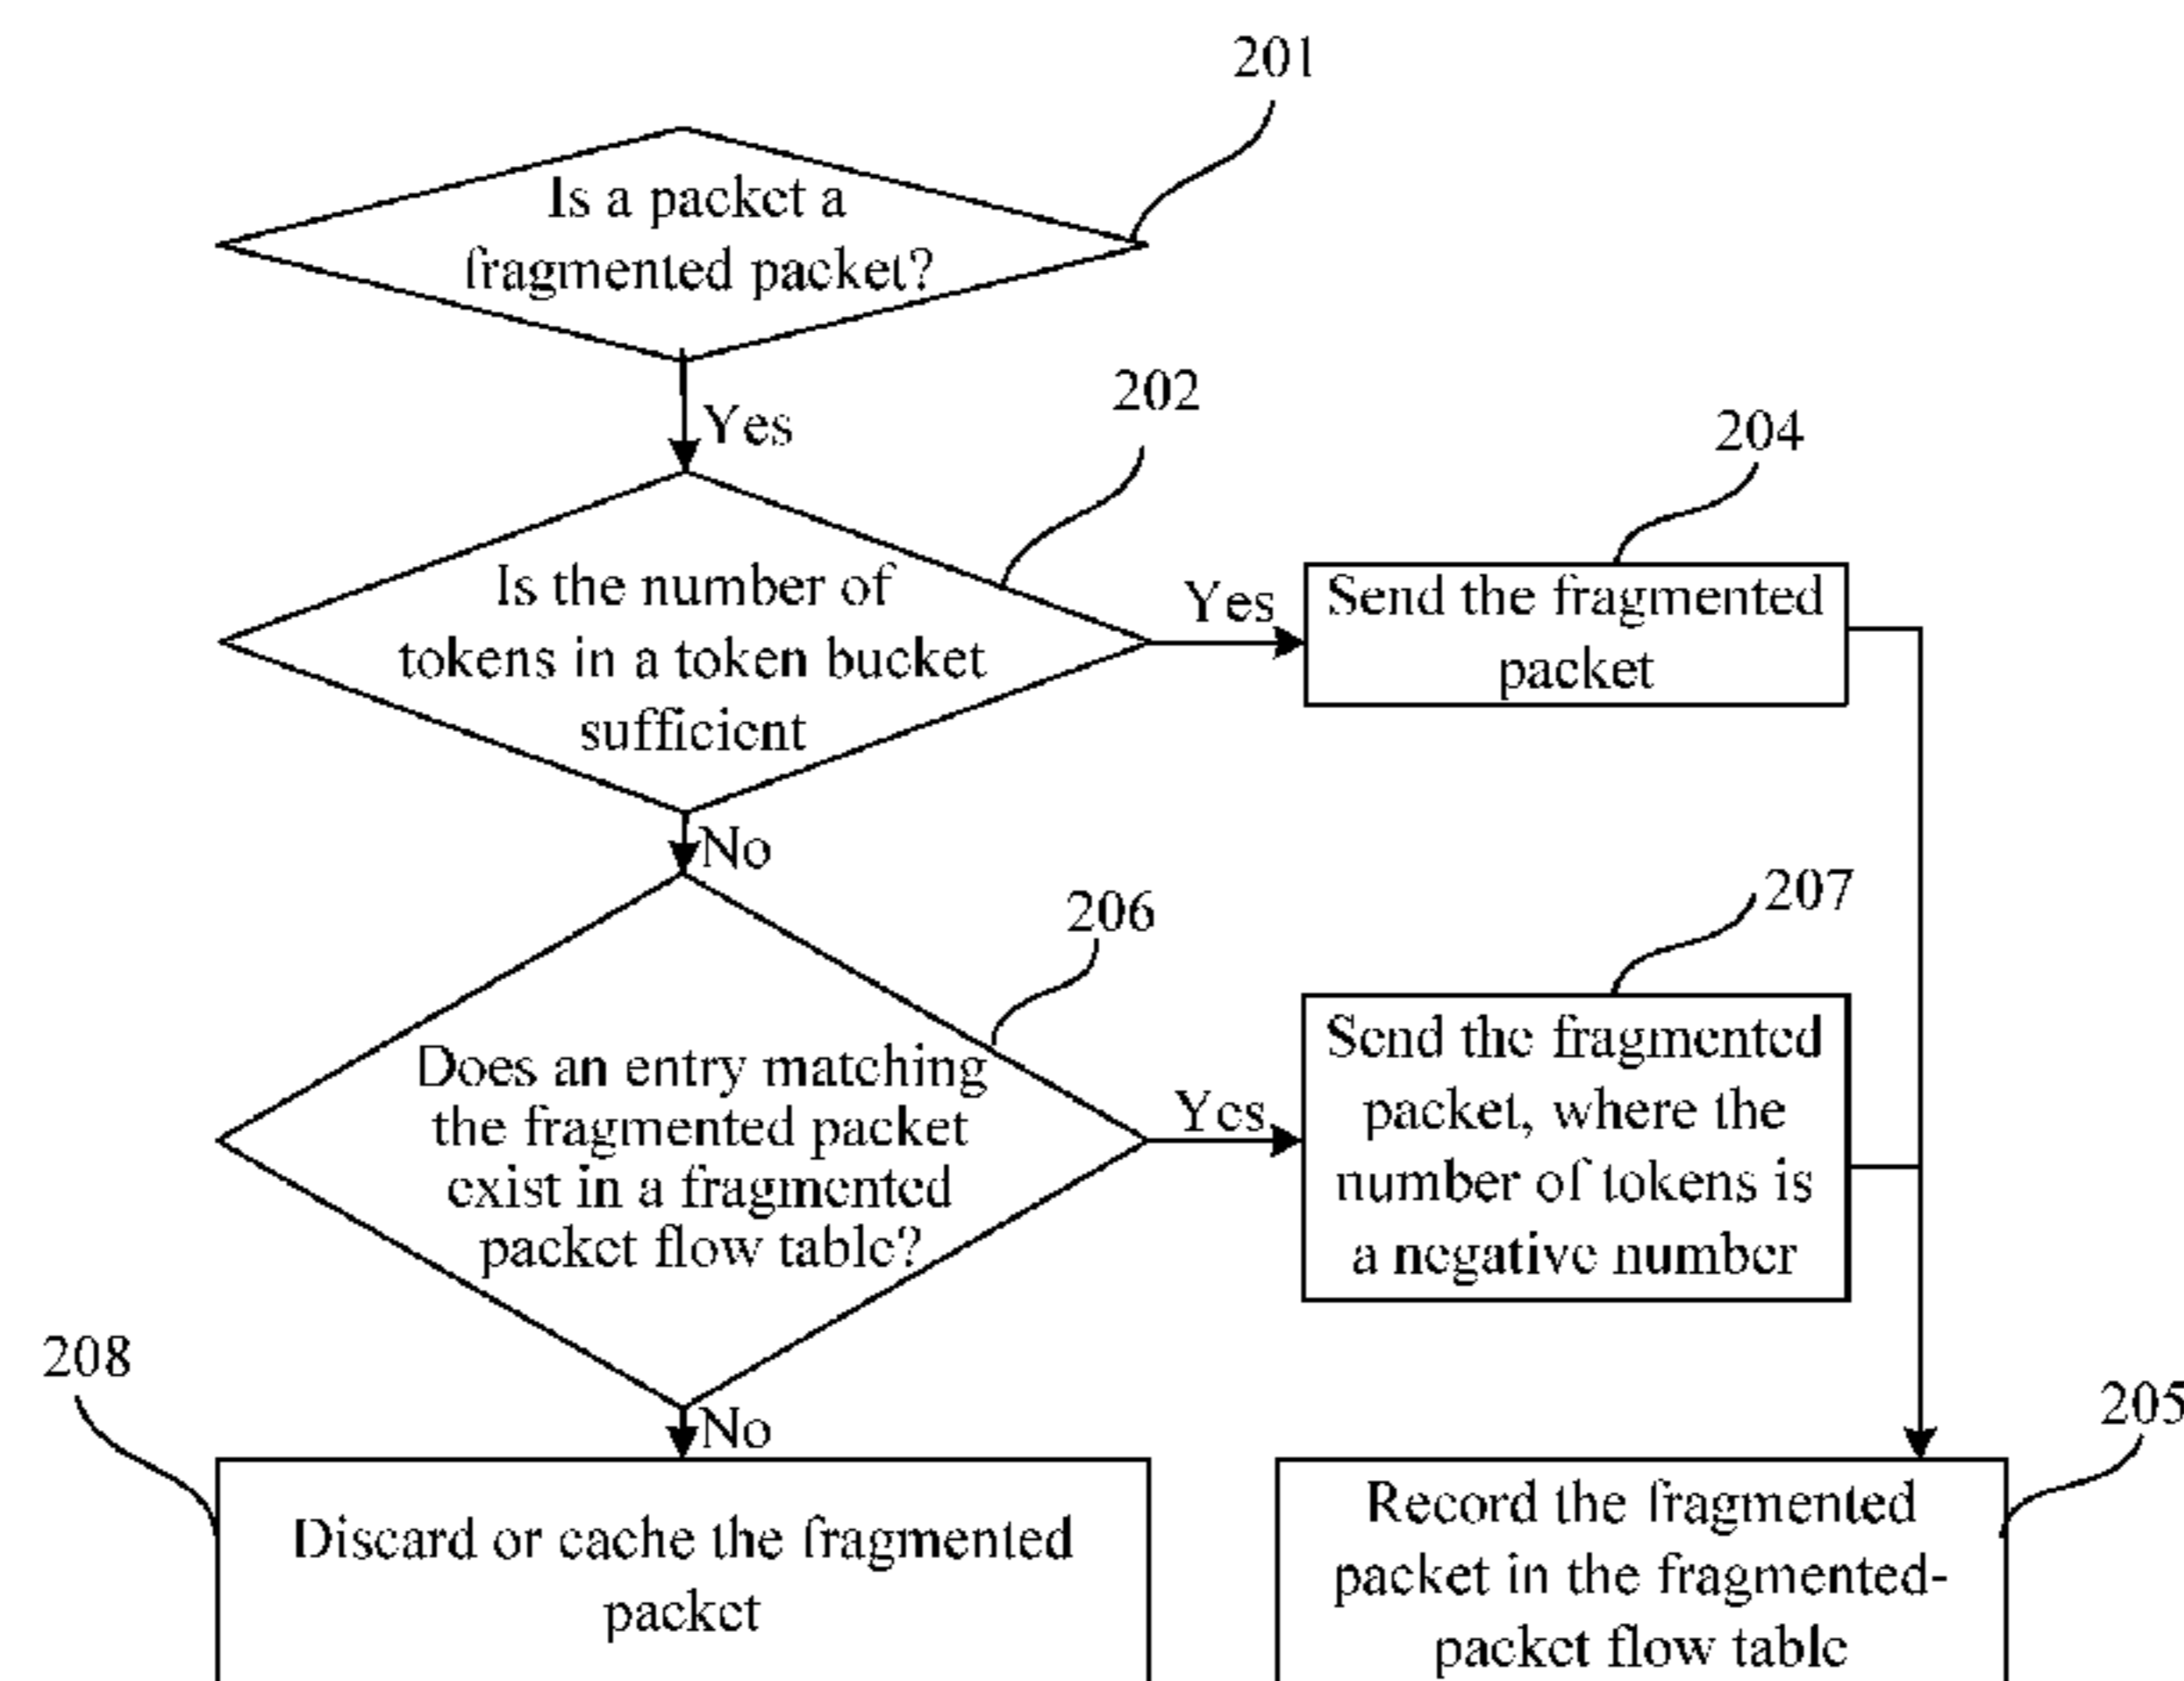 201
Is a packet a
fragmented packet?
Yes
202
204
Is the number of
tokens in a token bucket
sufficient
Yes
Send the fragmented
packet
No
206
207
Does an entry matching
the fragmented packet
exist in a fragmented
packet flow table?
Yes
Send the fragmented
packet, where the
number of tokens is
a negative number
208
No
205
Discard or cache the fragmented
packet
Record the fragmented
packet in the fragmented-
packet flow table